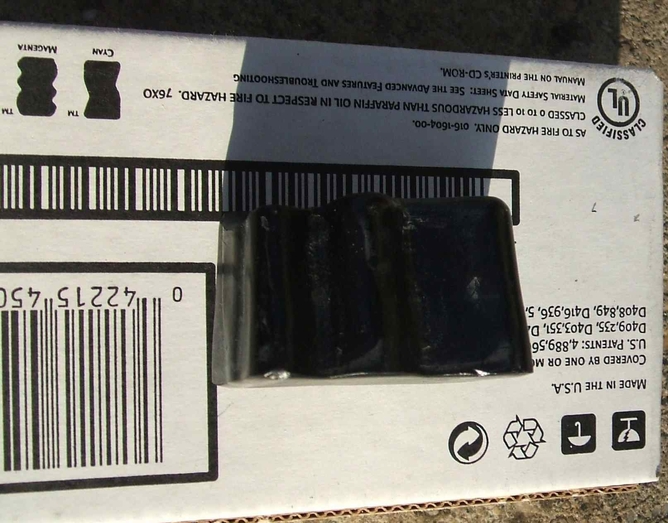 MADE IN THE U.S.A.
COVERED BY ONE OR MO
U.S. PATENTS: 4,889,56
D409,235, D403,351, D
D408,849, D416,936, 5,
UL
CLASSIFIED
AS TO FIRE HAZARD ONLY. 016-1604-00.
CLASSED 0 TO 10 LESS HAZARDOUS THAN PARAFFIN OIL IN RESPECT TO FIRE HAZARD. 76X0
MATERIAL SAFETY DATA SHEET: SEE THE ADVANCED FEATURES AND TROUBLESHOOTING
MANUAL ON THE PRINTER'S CD-ROM.
TM
CYAN
TM
MAGENTA
0 42215 450